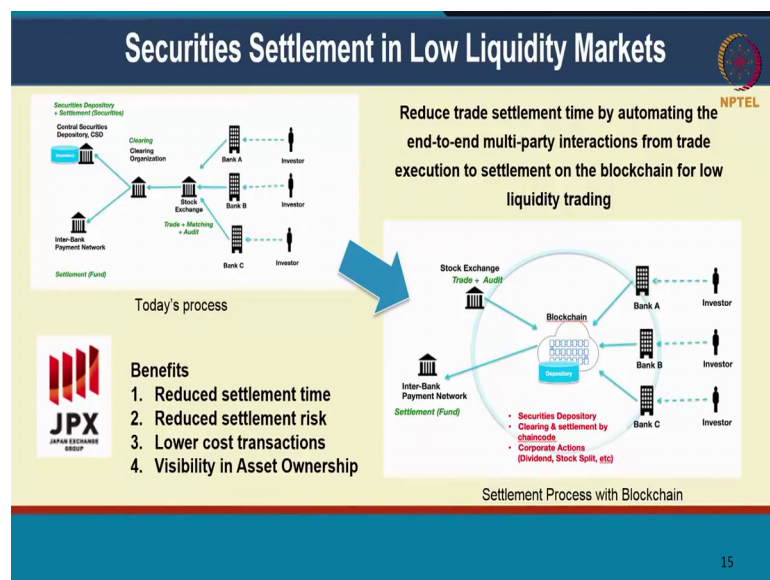 Securities Settlement in Low Liquidity Markets
NPTEL
Securities Depository
+ Settlement (Securities)
Central Securities
Depository, CSD
Depository
Clearing
Clearing
Organization
Bank A
Investor
Stock
Exchange
Bank B
Investor
Trade + Matching
+ Audit
Inter-Bank
Payment Network
Bank C
Investor
Settlement (Fund)
Today's process
Reduce trade settlement time by automating the
end-to-end multi-party interactions from trade
execution to settlement on the blockchain for low
liquidity trading
Stock Exchange
Trade + Audit
Blockchain
Bank A
Investor
Depository
Bank B
Investor
Inter-Bank
Payment Network
Settlement (Fund)
Bank C
Investor
• Securities Depository
• Clearing & settlement by
chaincode
• Corporate Actions
(Dividend, Stock Split, etc)
Settlement Process with Blockchain
JPX
JAPAN EXCHANGE
GROUP
Benefits
1. Reduced settlement time
2. Reduced settlement risk
3. Lower cost transactions
4. Visibility in Asset Ownership
15